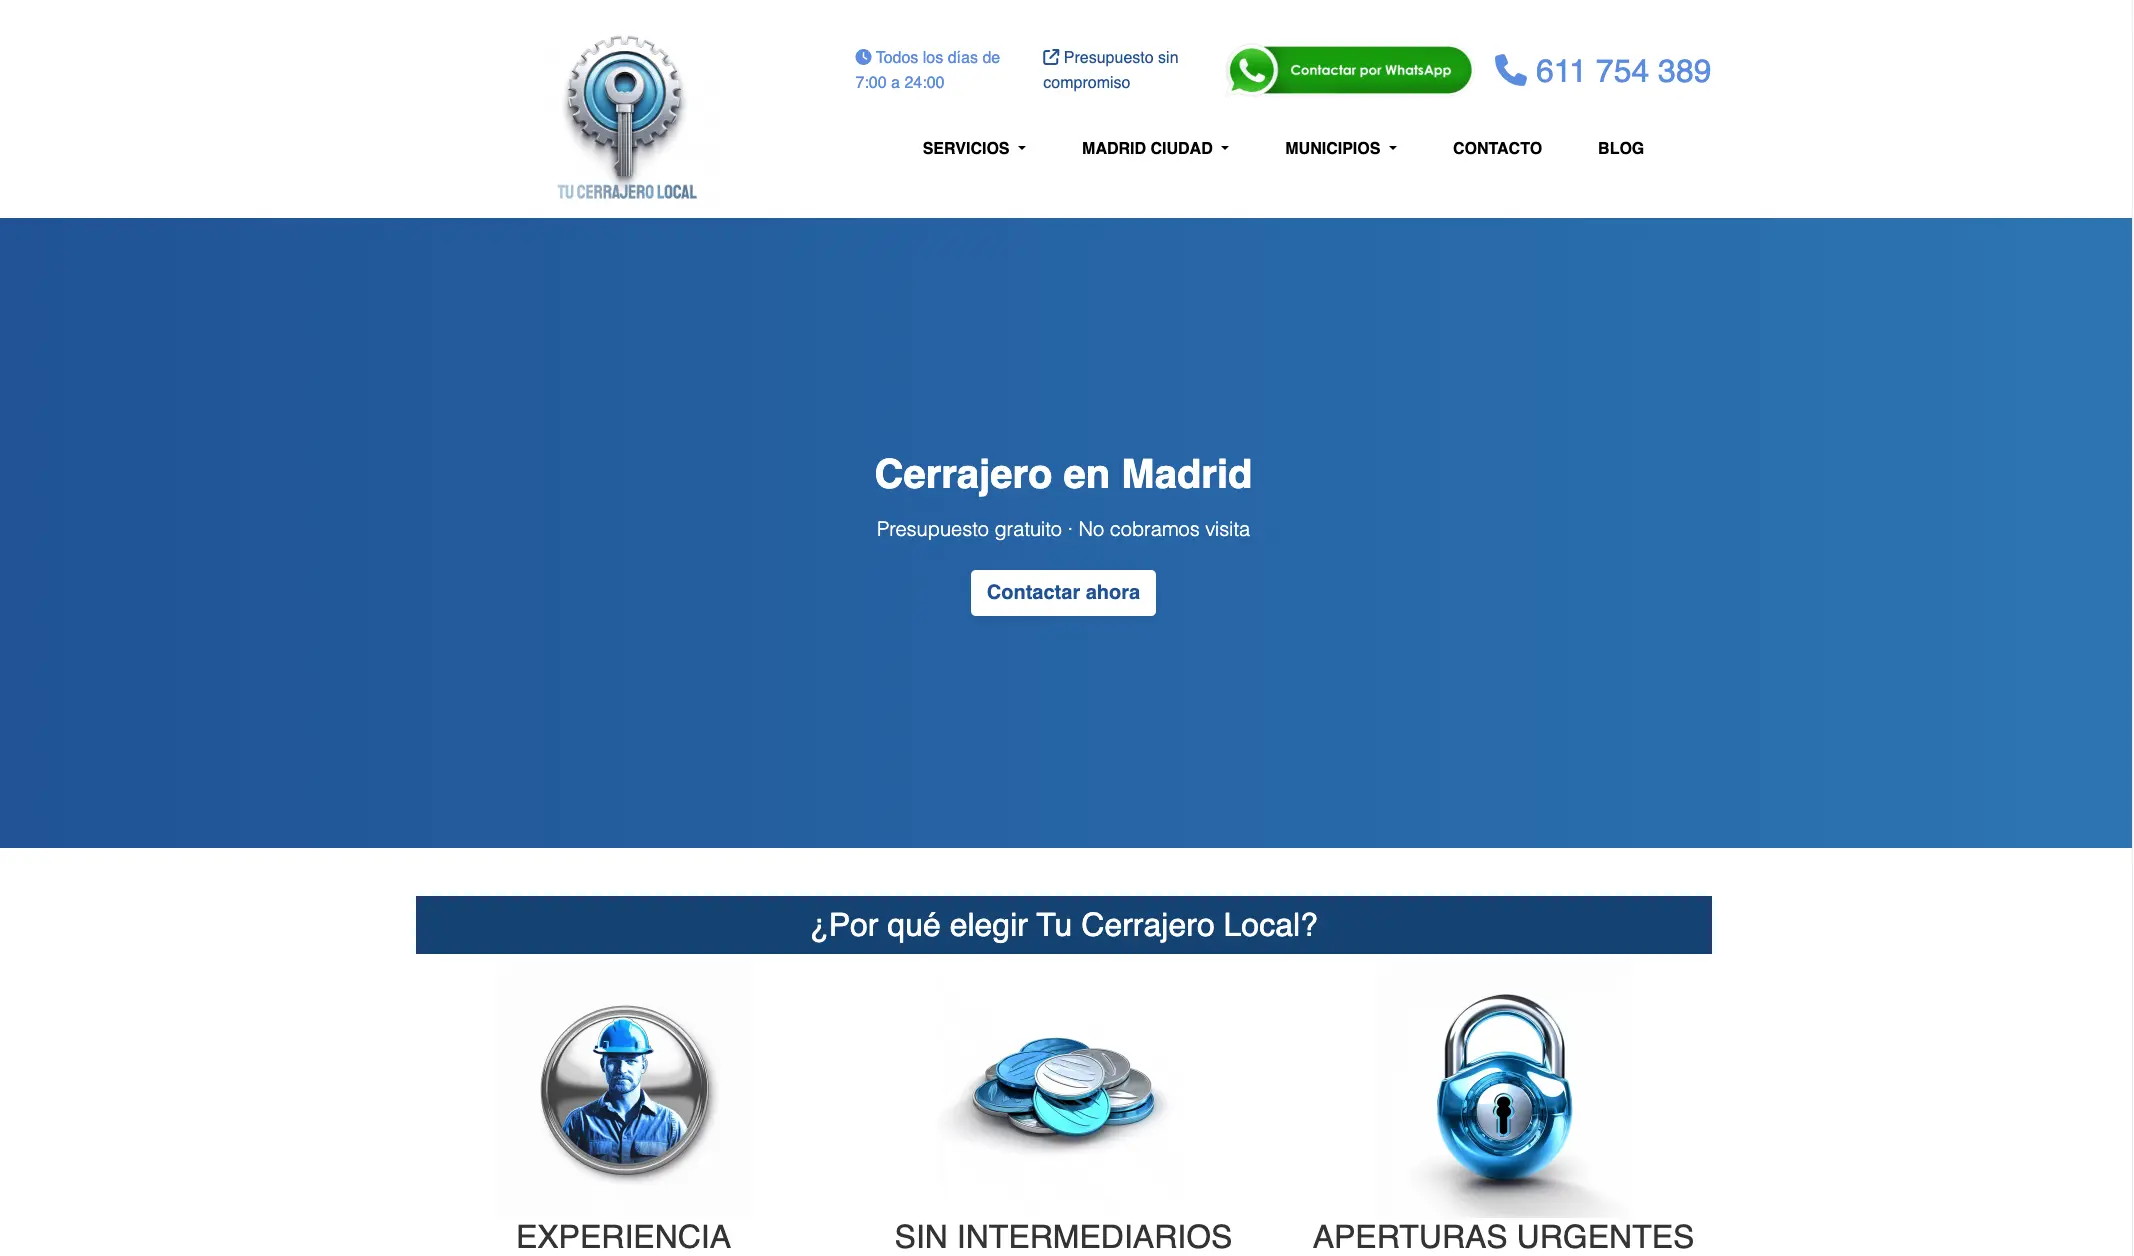 TU CERRAJERO LOCAL
Todos los días de
7:00 a 24:00
Presupuesto sin
compromiso
Contactar por WhatsApp
611 754 389
SERVICIOS
MADRID CIUDAD
MUNICIPIOS
CONTACTO
BLOG
Cerrajero en Madrid
Presupuesto gratuito · No cobramos visita
Contactar ahora
¿Por qué elegir Tu Cerrajero Local?
EXPERIENCIA
SIN INTERMEDIARIOS
APERTURAS URGENTES